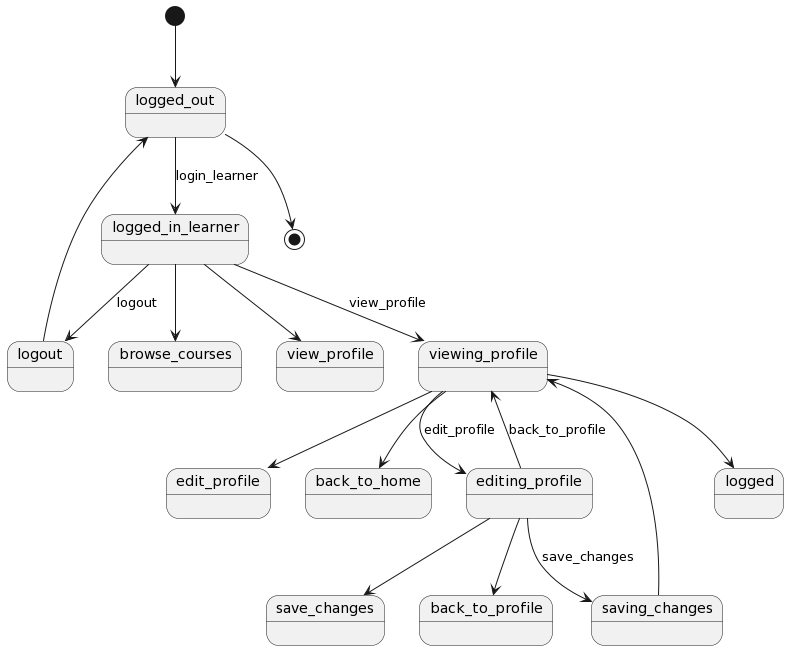 logged_out
login_learner
logged_in_learner
logout
view_profile
logout
browse_courses
view_profile
viewing_profile
edit_profile
back_to_profile
edit_profile
back_to_home
editing_profile
logged
save_changes
save_changes
back_to_profile
saving_changes